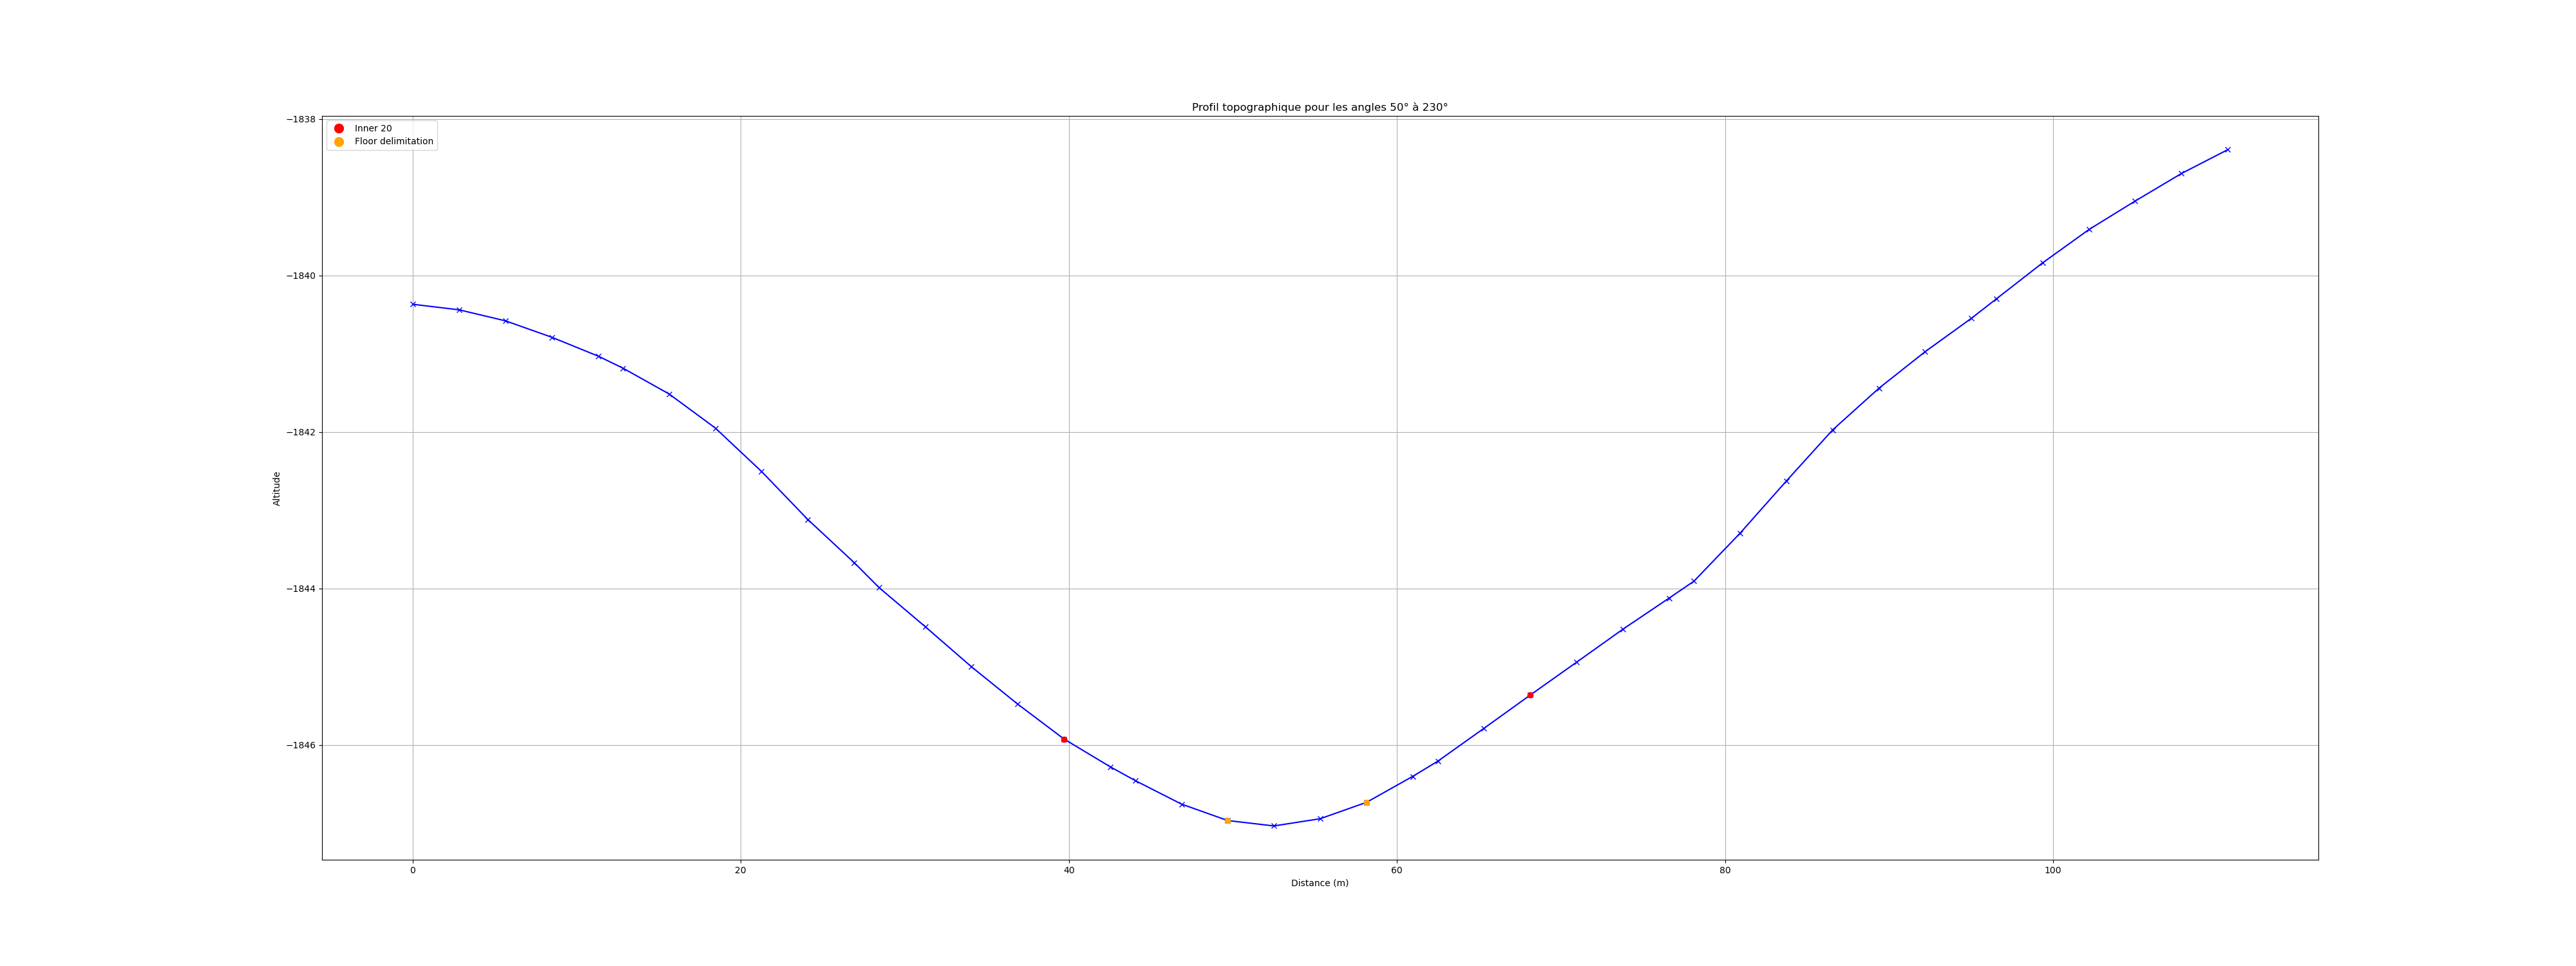 Profil topographique pour les angles 50° à 230°
Inner 20
Floor delimitation
−1838
−1840
−1842
−1844
−1846
Altitude
0 20 40 60 80 100
Distance (m)